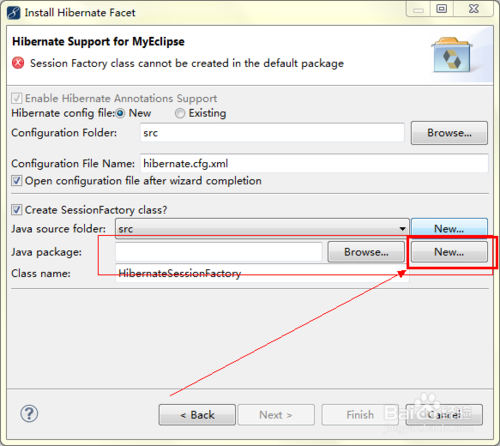 Install Hibernate Facet
Hibernate Support for MyEclipse
Session Factory class cannot be created in the default package
Enable Hibernate Annotations Support
Hibernate config file: New Existing
Configuration Folder: src Browse...
Configuration File Name: hibernate.cfg.xml
Open configuration file after wizard completion
Create SessionFactory class?
Java source folder: src New...
Java package: Browse... New...
Class name: HibernateSessionFactory
? < Back Next > Finish Cancel